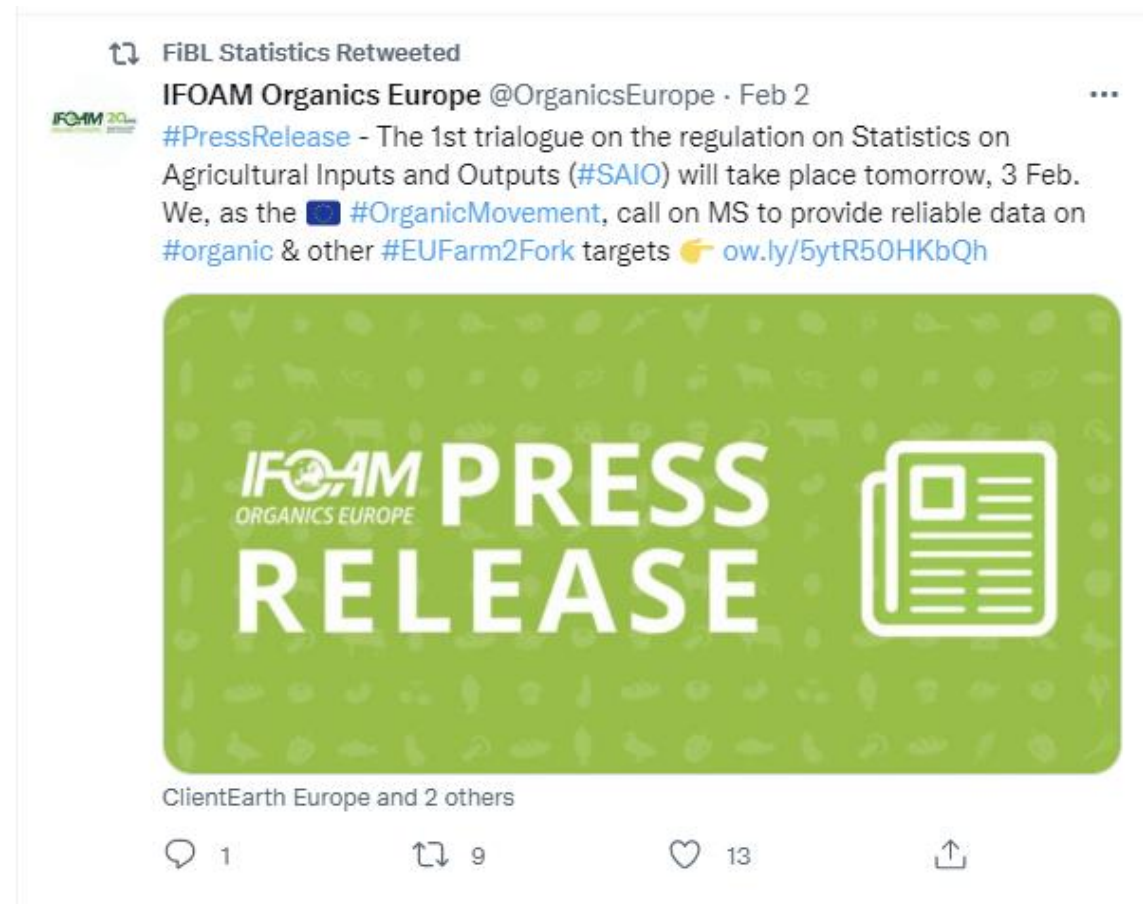 FiBL Statistics Retweeted
IFOAM Organics Europe @OrganicsEurope · Feb 2
IFOAM 20
#PressRelease - The 1st trialogue on the regulation on Statistics on
Agricultural Inputs and Outputs (#SAIO) will take place tomorrow, 3 Feb.
We, as the 🇪🇺 #OrganicMovement, call on MS to provide reliable data on
#organic & other #EUFarm2Fork targets 👉 ow.ly/5ytR50HKbQh
IFOAM PRESS
ORGANICS EUROPE
RELEASE
ClientEarth Europe and 2 others
1 9 13